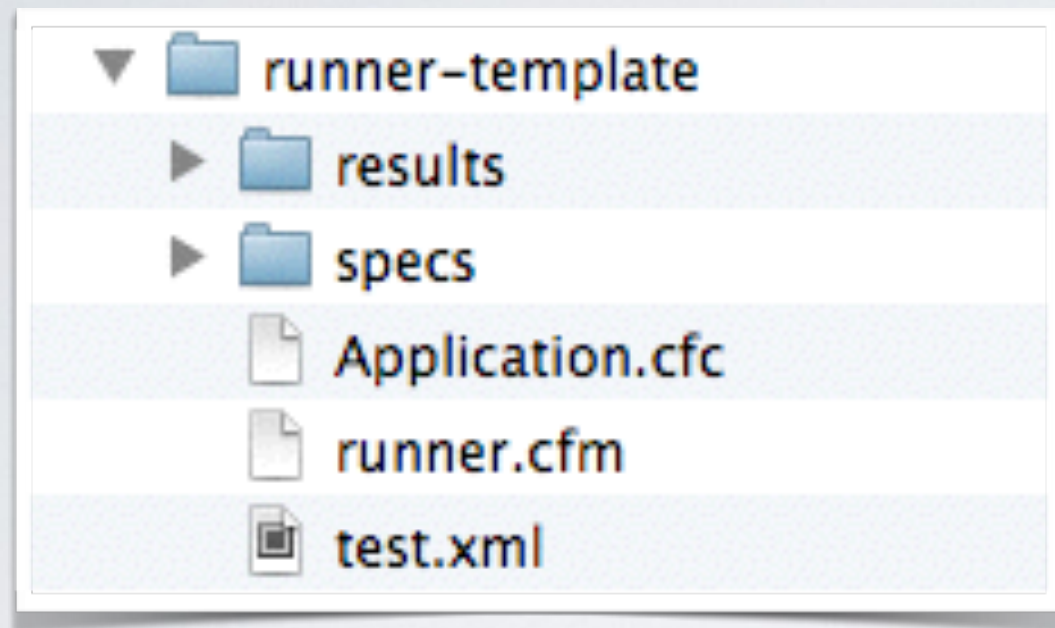 runner-template
results
specs
Application.cfc
runner.cfm
test.xml